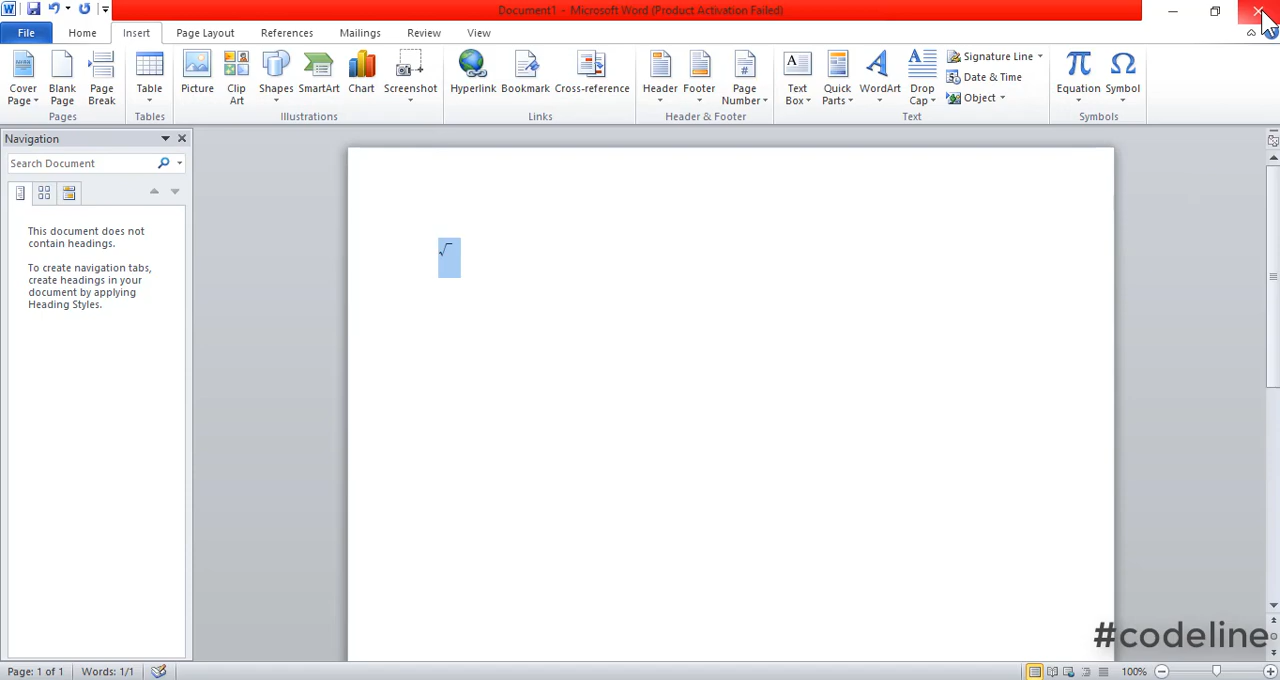 Document1 - Microsoft Word (Product Activation Failed)
File Home Insert Page Layout References Mailings Review View
Cover Page
Blank Page
Page Break
Table
Picture
Clip Art
Shapes
SmartArt
Chart
Screenshot
Hyperlink
Bookmark
Cross-reference
Header
Footer
Page Number
Text Box
Quick Parts
WordArt
Drop Cap
Signature Line
Date & Time
Object
Equation
Symbol
Pages Tables Illustrations Links Header & Footer Text Symbols
Navigation
Search Document
This document does not
contain headings.
To create navigation tabs,
create headings in your
document by applying
Heading Styles.
√
#codeline
Page: 1 of 1 Words: 1/1 100%